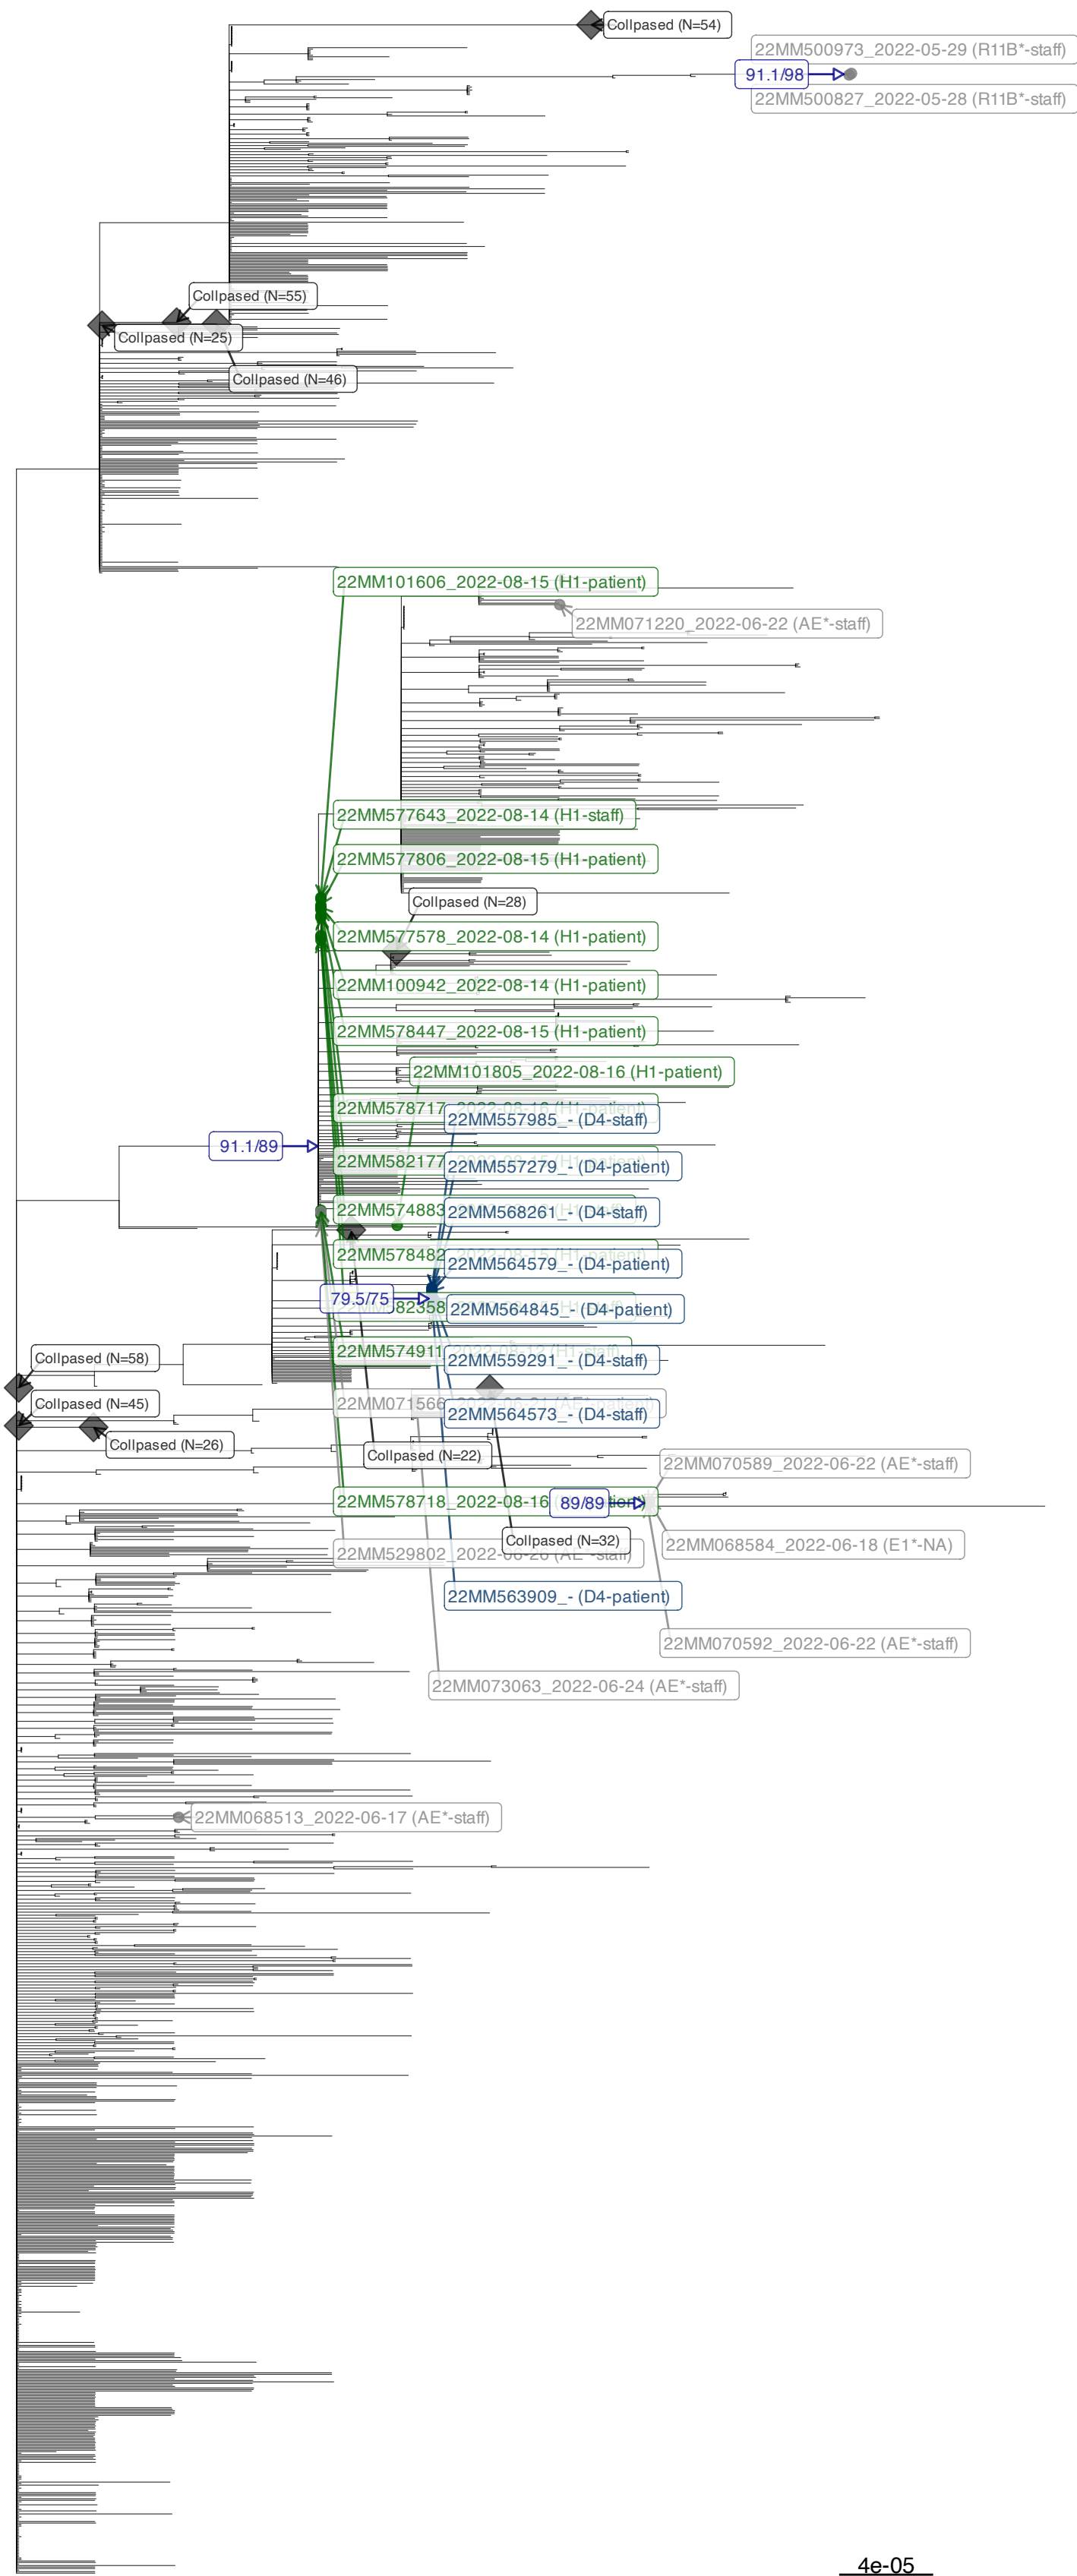 Collpased (N=54)
22MM500973_2022-05-29 (R11B*-staff)
91.1/98
22MM500827_2022-05-28 (R11B*-staff)
Collpased (N=55)
Collpased (N=25)
Collpased (N=46)
22MM101606_2022-08-15 (H1-patient)
22MM071220_2022-06-22 (AE*-staff)
22MM577643_2022-08-14 (H1-staff)
22MM577806_2022-08-15 (H1-patient)
Collpased (N=28)
22MM577578_2022-08-14 (H1-patient)
22MM100942_2022-08-14 (H1-patient)
22MM578447_2022-08-15 (H1-patient)
22MM101805_2022-08-16 (H1-patient)
22MM578717
22MM557985_- (D4-staff)
91.1/89
22MM582177
22MM557279_- (D4-patient)
22MM574883
22MM568261_- (D4-staff)
22MM578482
22MM564579_- (D4-patient)
79.5/75
82358
22MM564845_- (D4-patient)
22MM574911
22MM559291_- (D4-staff)
Collpased (N=58)
Collpased (N=45)
22MM071566
22MM564573_- (D4-staff)
Collpased (N=26)
Collpased (N=22)
22MM070589_2022-06-22 (AE*-staff)
22MM578718_2022-08-16
89/89
Collpased (N=32)
22MM068584_2022-06-18 (E1*-NA)
22MM529802_2022
22MM563909_- (D4-patient)
22MM070592_2022-06-22 (AE*-staff)
22MM073063_2022-06-24 (AE*-staff)
22MM068513_2022-06-17 (AE*-staff)
4e-05